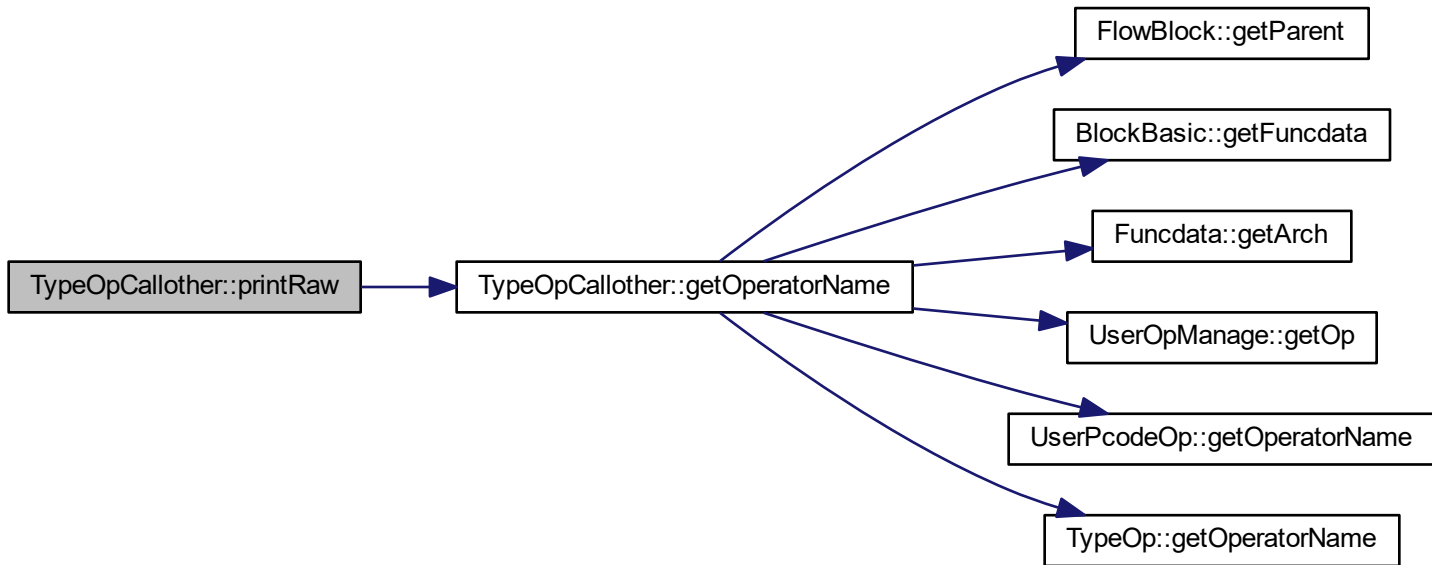 FlowBlock::getParent
BlockBasic::getFuncdata
Funcdata::getArch
TypeOpCallother::printRaw
TypeOpCallother::getOperatorName
UserOpManage::getOp
UserPcodeOp::getOperatorName
TypeOp::getOperatorName